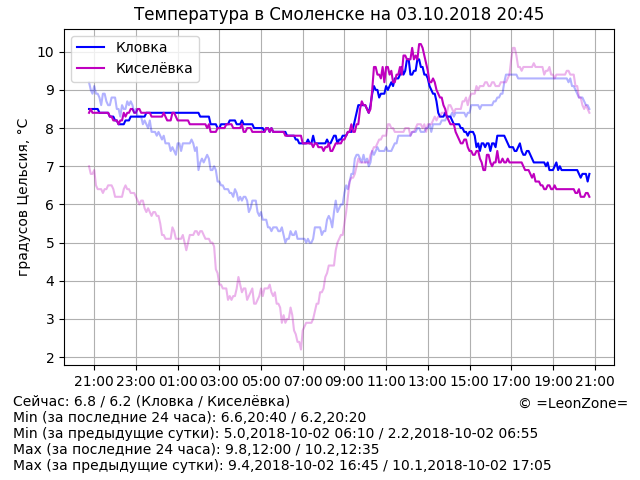 Температура в Смоленске на 03.10.2018 20:45
Кловка
Киселёвка
градусов Цельсия, °C
10
9
8
7
6
5
4
3
2
21:00 23:00 01:00 03:00 05:00 07:00 09:00 11:00 13:00 15:00 17:00 19:00 21:00
Сейчас: 6.8 / 6.2 (Кловка / Киселёвка)
© =LeonZone=
Min (за последние 24 часа): 6.6,20:40 / 6.2,20:20
Min (за предыдущие сутки): 5.0,2018-10-02 06:10 / 2.2,2018-10-02 06:55
Max (за последние 24 часа): 9.8,12:00 / 10.2,12:35
Max (за предыдущие сутки): 9.4,2018-10-02 16:45 / 10.1,2018-10-02 17:05